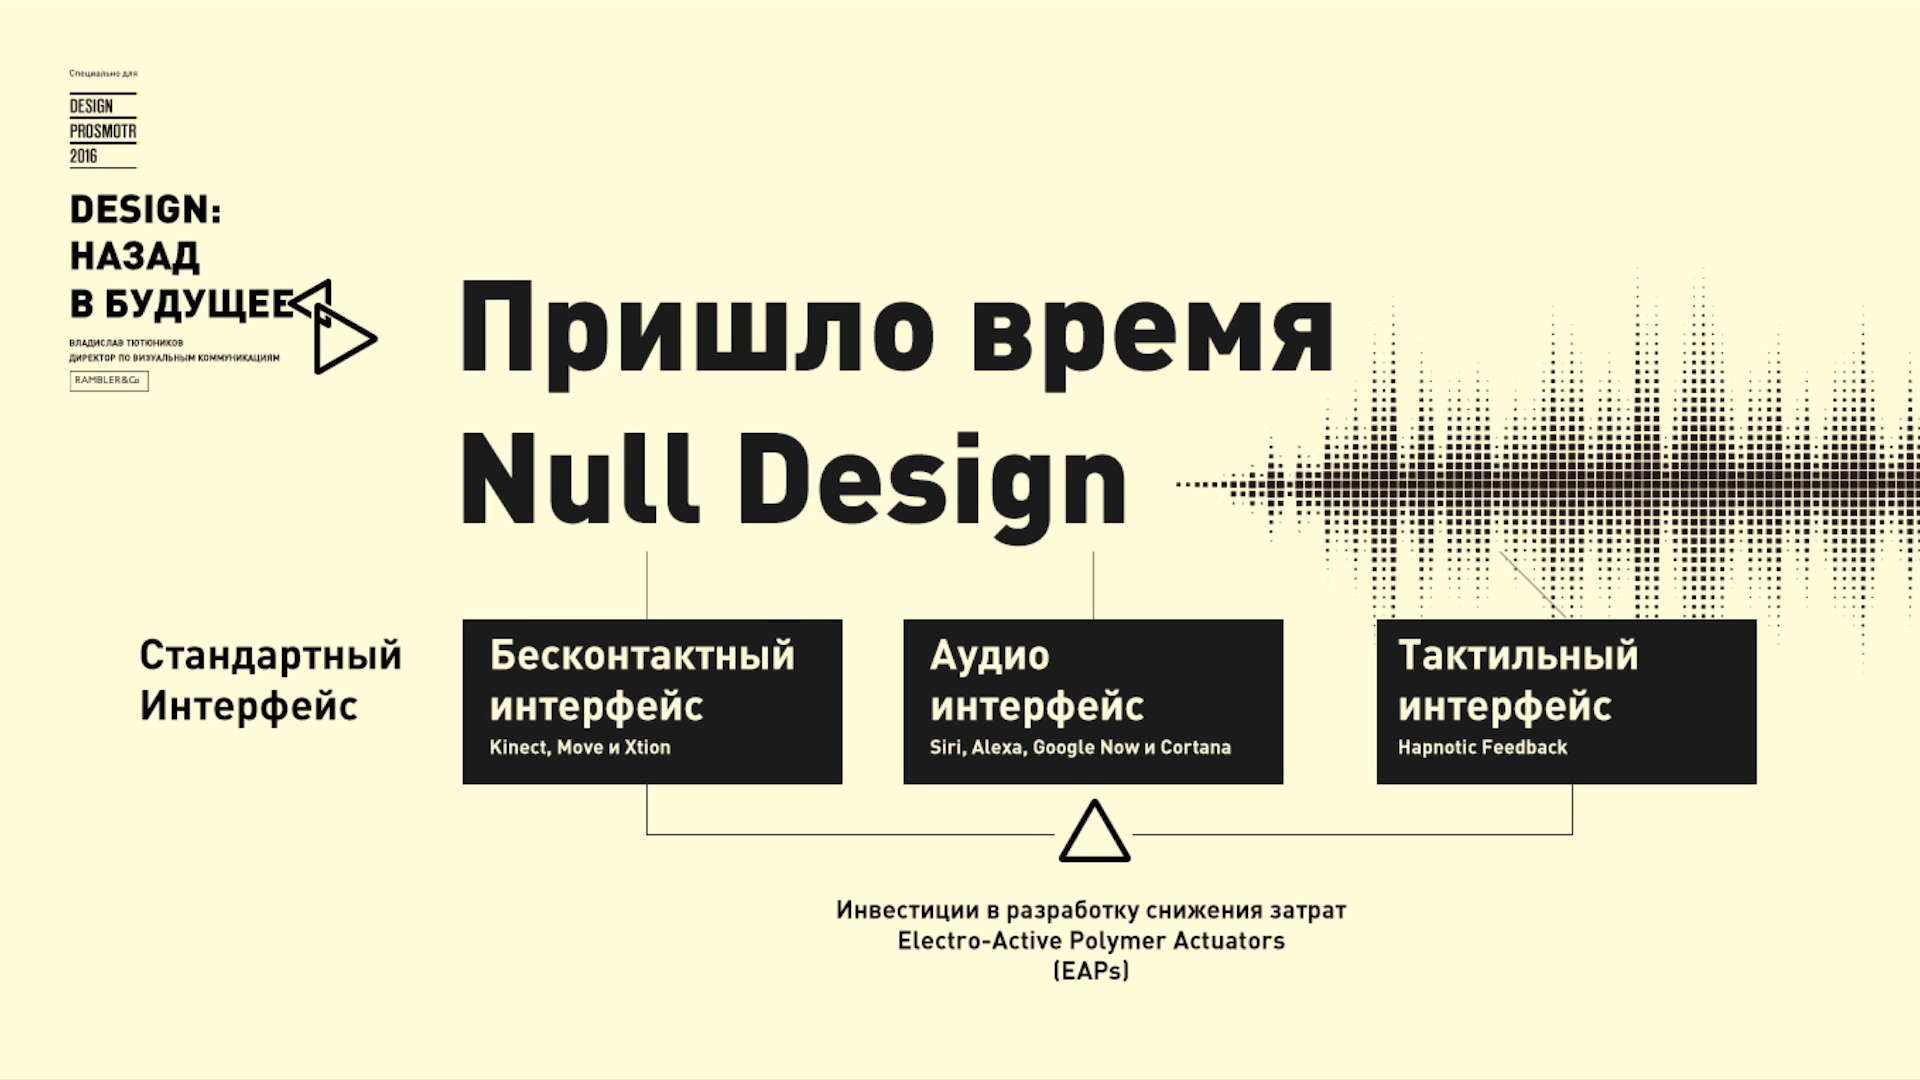 Специально для
DESIGN
PROSMOTR
2016
DESIGN:
НАЗАД
В БУДУЩЕЕ
ВЛАДИСЛАВ ТЮТЮНИКОВ
ДИРЕКТОР ПО ВИЗУАЛЬНЫМ КОММУНИКАЦИЯМ
RAMBLER&Co
Пришло время
Null Design
Стандартный
Интерфейс
Бесконтактный
интерфейс
Kinect, Move и Xtion
Аудио
интерфейс
Siri, Alexa, Google Now и Cortana
Тактильный
интерфейс
Hapnotic Feedback
Инвестиции в разработку снижения затрат
Electro-Active Polymer Actuators
(EAPs)